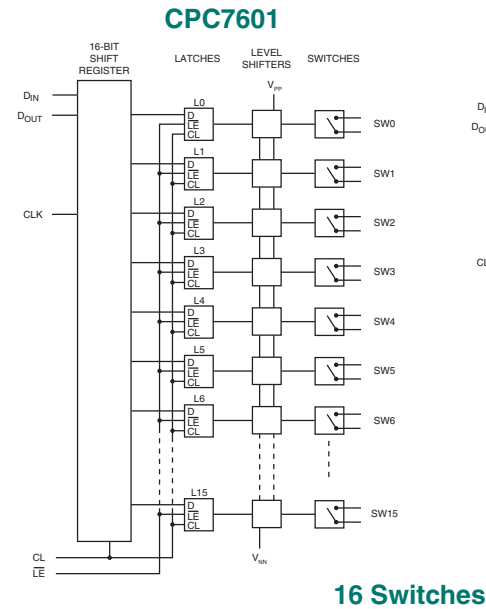 CPC7601
16-BIT
SHIFT
REGISTER
LATCHES
LEVEL
SHIFTERS
SWITCHES
VPP
DIN
DOUT
CLK
L0
D
LE
CL
SW0
L1
D
LE
CL
SW1
L2
D
LE
CL
SW2
L3
D
LE
CL
SW3
L4
D
LE
CL
SW4
L5
D
LE
CL
SW5
L6
D
LE
CL
SW6
L15
D
LE
CL
SW15
CL
LE
VNN
16 Switches